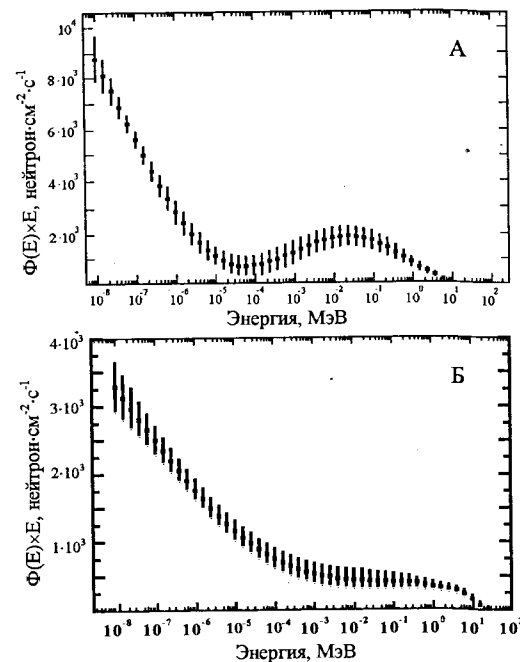 А
10⁴
8·10³
6·10³
4·10³
2·10³
Φ(E)×E, нейтрон·см⁻²·с⁻¹
10⁻⁸ 10⁻⁷ 10⁻⁶ 10⁻⁵ 10⁻⁴ 10⁻³ 10⁻² 10⁻¹ 10⁰ 10¹ 10²
Энергия, МэВ
Б
4·10³
3·10³
2·10³
1·10³
Φ(E)×E, нейтрон·см⁻²·с⁻¹
10⁻⁸ 10⁻⁷ 10⁻⁶ 10⁻⁵ 10⁻⁴ 10⁻³ 10⁻² 10⁻¹ 10⁰ 10¹ 10²
Энергия, МэВ